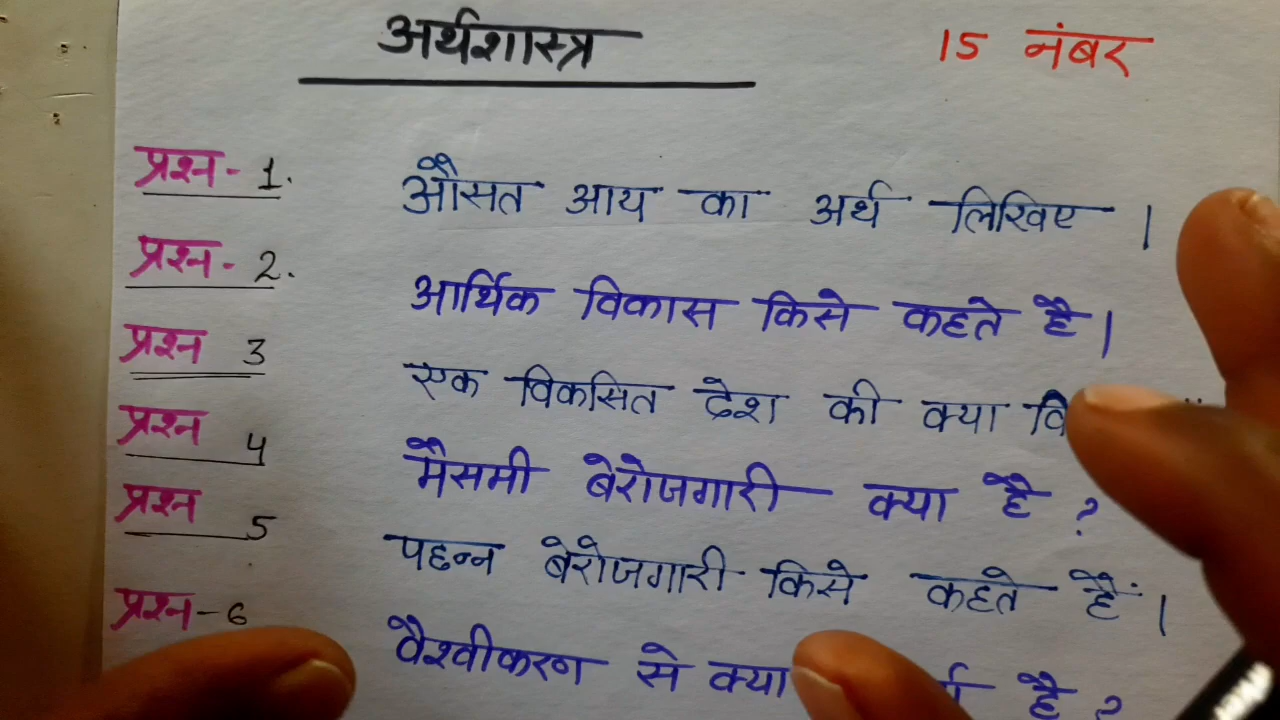 अर्थशास्त्र 15 नंबर
प्रश्न - 1. औसत आय का अर्थ लिखिए ।
प्रश्न - 2. आर्थिक विकास किसे कहते है ।
प्रश्न 3 एक विकसित देश की क्या
प्रश्न 4 मैसमी बेरोजगारी क्या है ?
प्रश्न 5 पछन्न बेरोजगारी किसे कहते हैं ।
प्रश्न - 6 वैश्वीकरण से क्या है ?